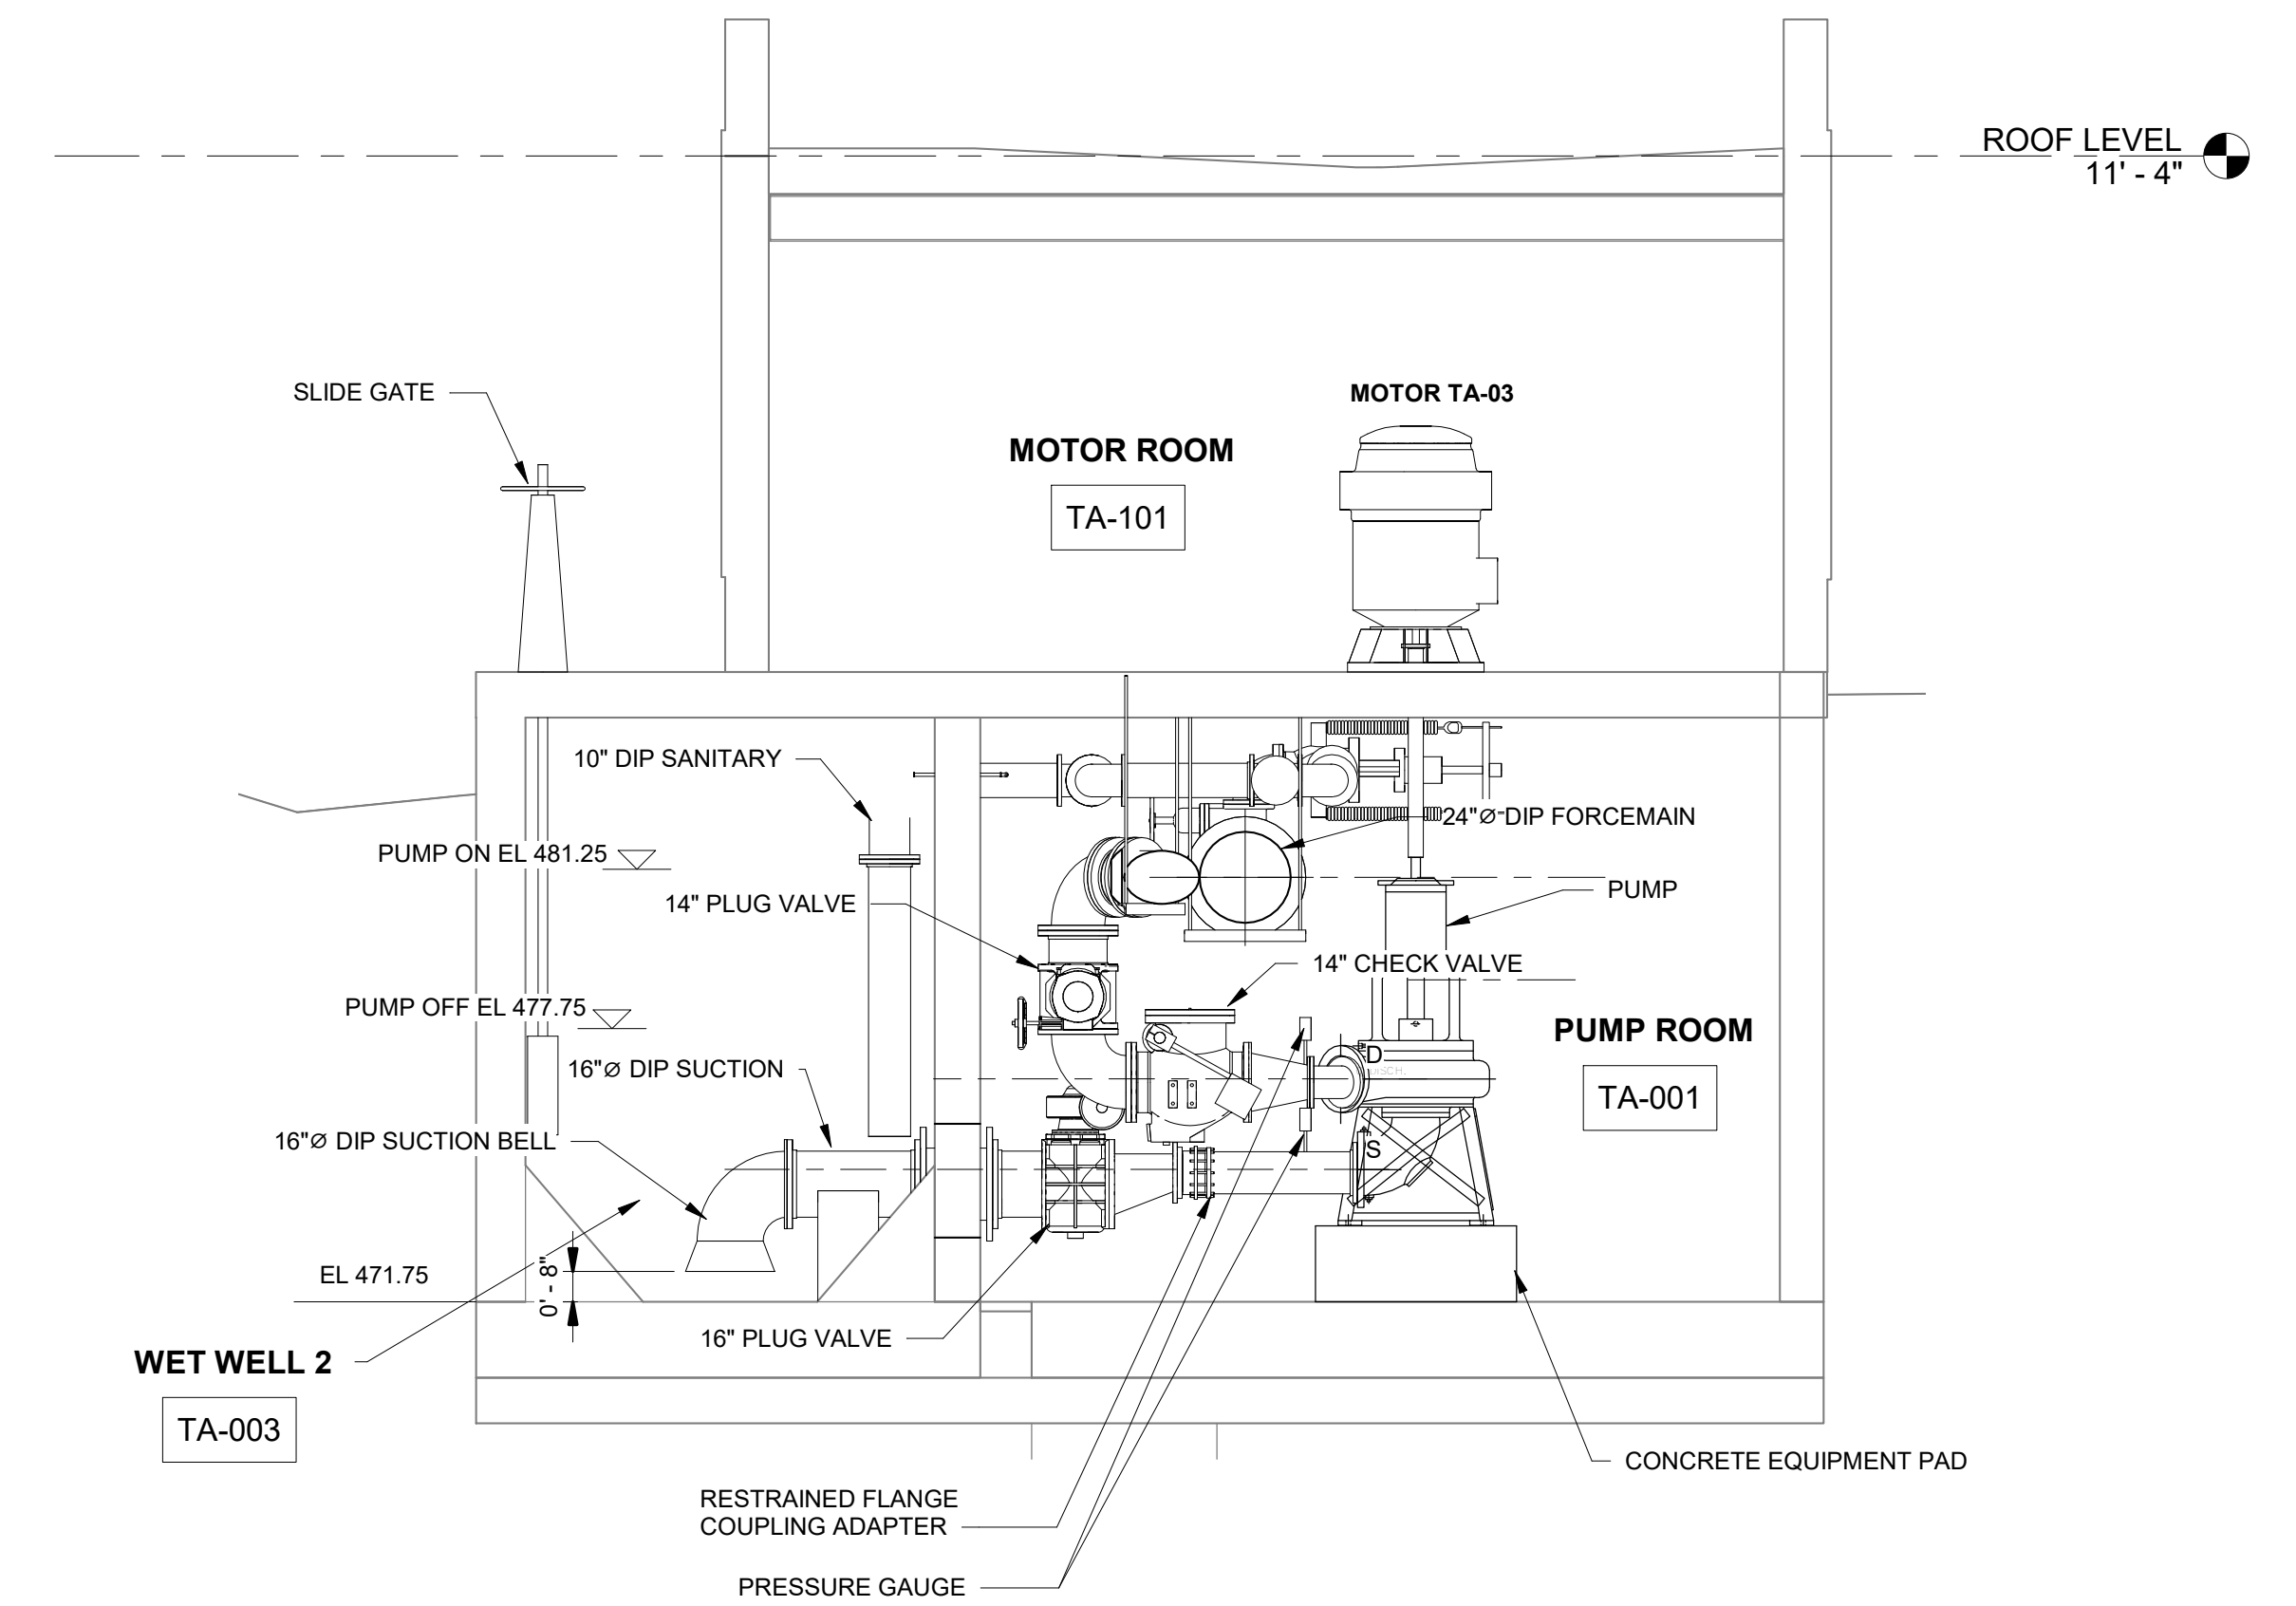 ROOF LEVEL
11' - 4"
SLIDE GATE
MOTOR TA-03
MOTOR ROOM
TA-101
10" DIP SANITARY
24"⌀ DIP FORCEMAIN
PUMP ON EL 481.25
PUMP
14" PLUG VALVE
14" CHECK VALVE
PUMP OFF EL 477.75
PUMP ROOM
D
DISCH.
16"⌀ DIP SUCTION
TA-001
16"⌀ DIP SUCTION BELL
S
EL 471.75
0' - 8"
16" PLUG VALVE
WET WELL 2
TA-003
CONCRETE EQUIPMENT PAD
RESTRAINED FLANGE
COUPLING ADAPTER
PRESSURE GAUGE